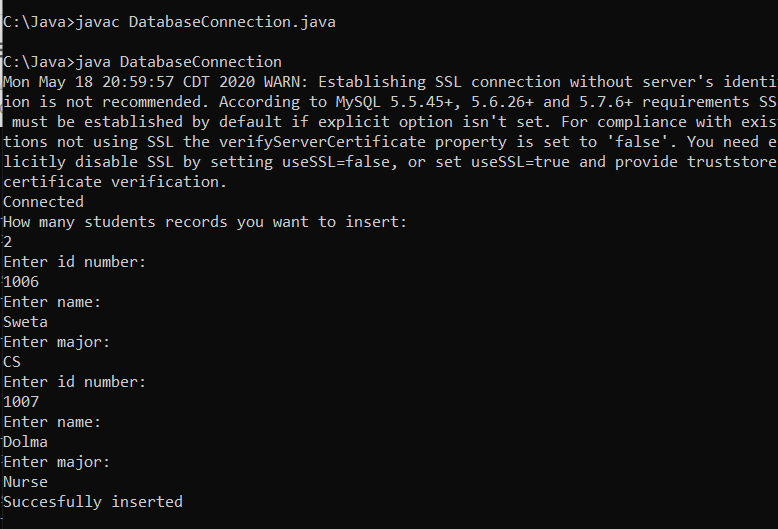 C:\Java>javac DatabaseConnection.java
C:\Java>java DatabaseConnection
Mon May 18 20:59:57 CDT 2020 WARN: Establishing SSL connection without server's identi
ion is not recommended. According to MySQL 5.5.45+, 5.6.26+ and 5.7.6+ requirements SS
must be established by default if explicit option isn't set. For compliance with exis
tions not using SSL the verifyServerCertificate property is set to 'false'. You need e
licitly disable SSL by setting useSSL=false, or set useSSL=true and provide truststore
certificate verification.
Connected
How many students records you want to insert:
2
Enter id number:
1006
Enter name:
Sweta
Enter major:
CS
Enter id number:
1007
Enter name:
Dolma
Enter major:
Nurse
Succesfully inserted